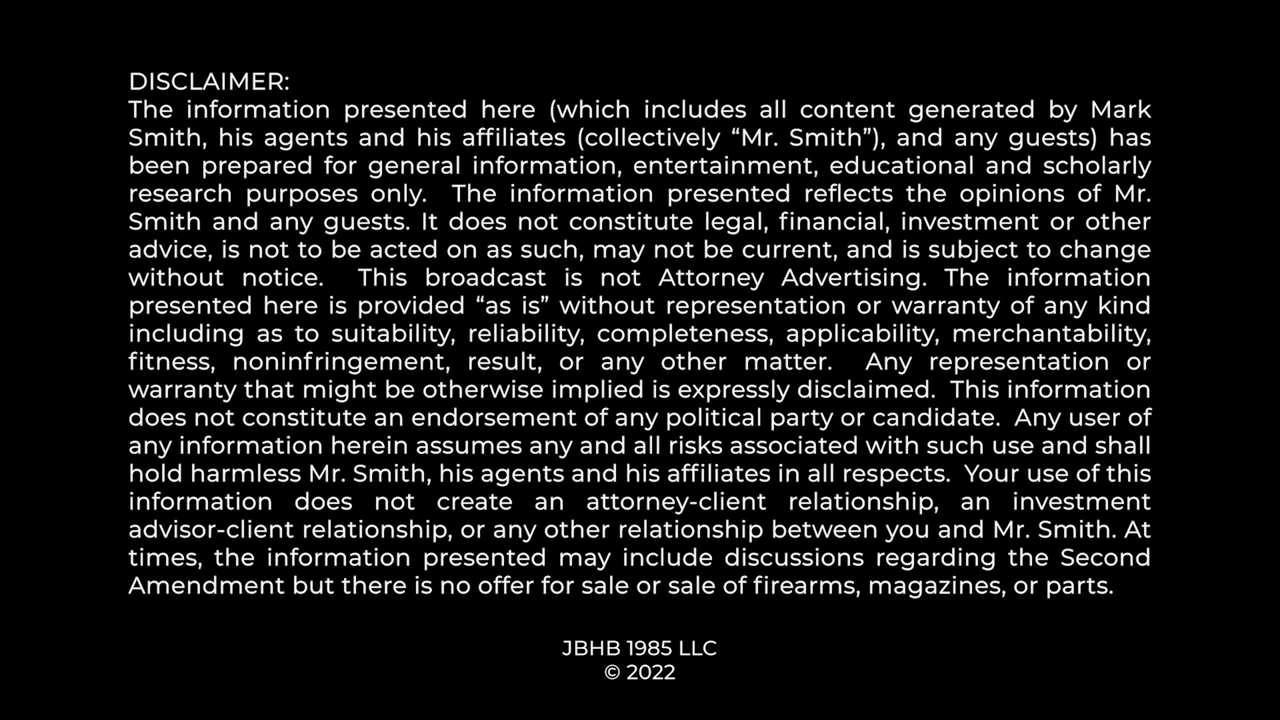 DISCLAIMER:
The information presented here (which includes all content generated by Mark
Smith, his agents and his affiliates (collectively “Mr. Smith”), and any guests) has
been prepared for general information, entertainment, educational and scholarly
research purposes only.  The information presented reflects the opinions of Mr.
Smith and any guests. It does not constitute legal, financial, investment or other
advice, is not to be acted on as such, may not be current, and is subject to change
without notice.  This broadcast is not Attorney Advertising. The information
presented here is provided “as is” without representation or warranty of any kind
including as to suitability, reliability, completeness, applicability, merchantability,
fitness, noninfringement, result, or any other matter.  Any representation or
warranty that might be otherwise implied is expressly disclaimed.  This information
does not constitute an endorsement of any political party or candidate.  Any user of
any information herein assumes any and all risks associated with such use and shall
hold harmless Mr. Smith, his agents and his affiliates in all respects.  Your use of this
information does not create an attorney-client relationship, an investment
advisor-client relationship, or any other relationship between you and Mr. Smith. At
times, the information presented may include discussions regarding the Second
Amendment but there is no offer for sale or sale of firearms, magazines, or parts.
JBHB 1985 LLC
© 2022